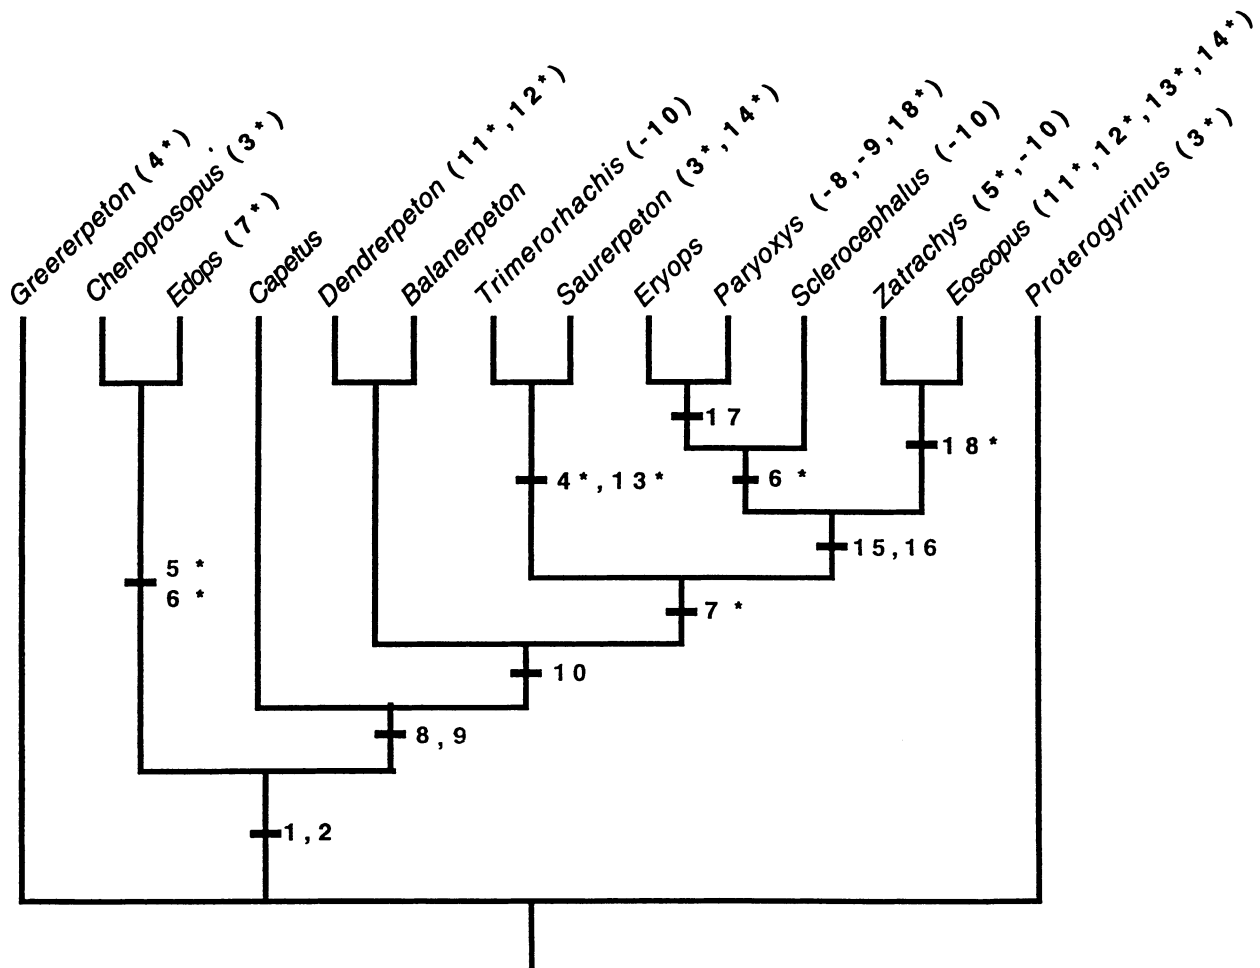 Greererpeton (4*)
Chenoprosopus (3*)
Edops (7*)
Capetus
Dendrerpeton (11*,12*)
Balanerpeton
Trimerorhachis (-10)
Saurerpeton (3*,14*)
Eryops
Paryoxys (-8,-9,18*)
Sclerocephalus (-10)
Zatrachys (5*,-10)
Eoscopus (11*,12*,13*,14*)
Proterogyrinus (3*)
17
18*
4*,13*
6*
15,16
5*
6*
7*
10
8,9
1,2